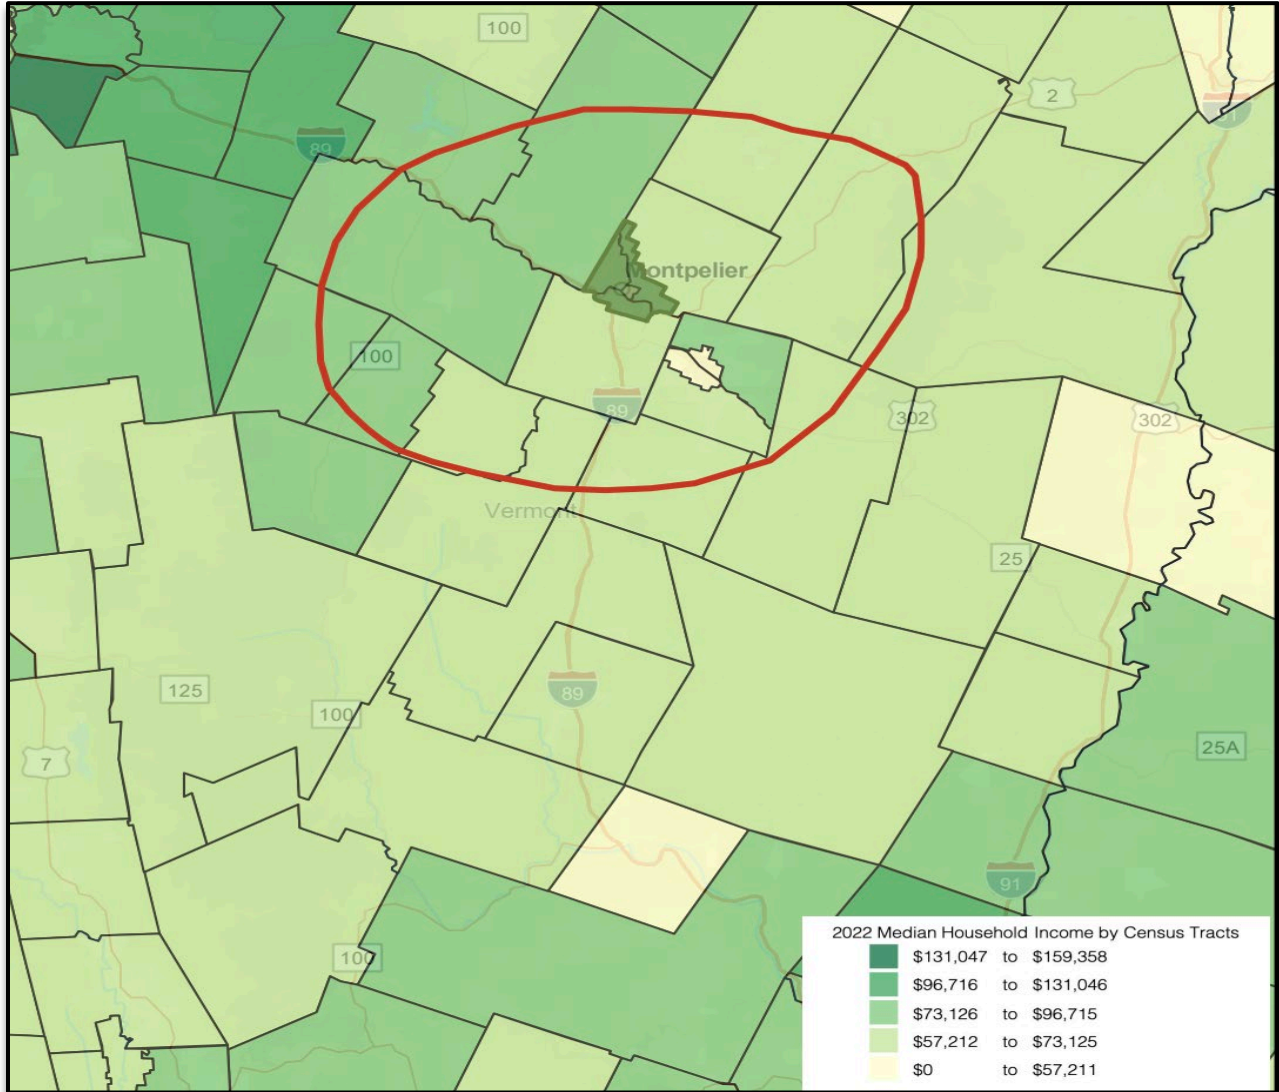 100
2
89
91
Montpelier
100
89
302
302
Vermont
25
125
100
89
7
25A
91
100
2022 Median Household Income by Census Tracts
$131,047 to $159,358
$96,716 to $131,046
$73,126 to $96,715
$57,212 to $73,125
$0 to $57,211